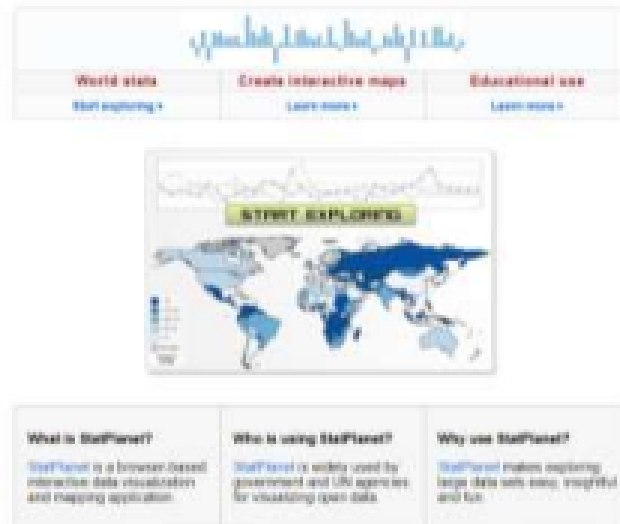 World stats
Create interactive maps
Educational use
Start exploring
Learn more
Learn more
START EXPLORING
What is StatPlanet?
StatPlanet is a browser-based
interactive data visualization
and mapping application.
Who is using StatPlanet?
StatPlanet is widely used by
government and UN agencies
for visualizing open data.
Why use StatPlanet?
StatPlanet makes exploring
large data sets easy, insightful
and fun.